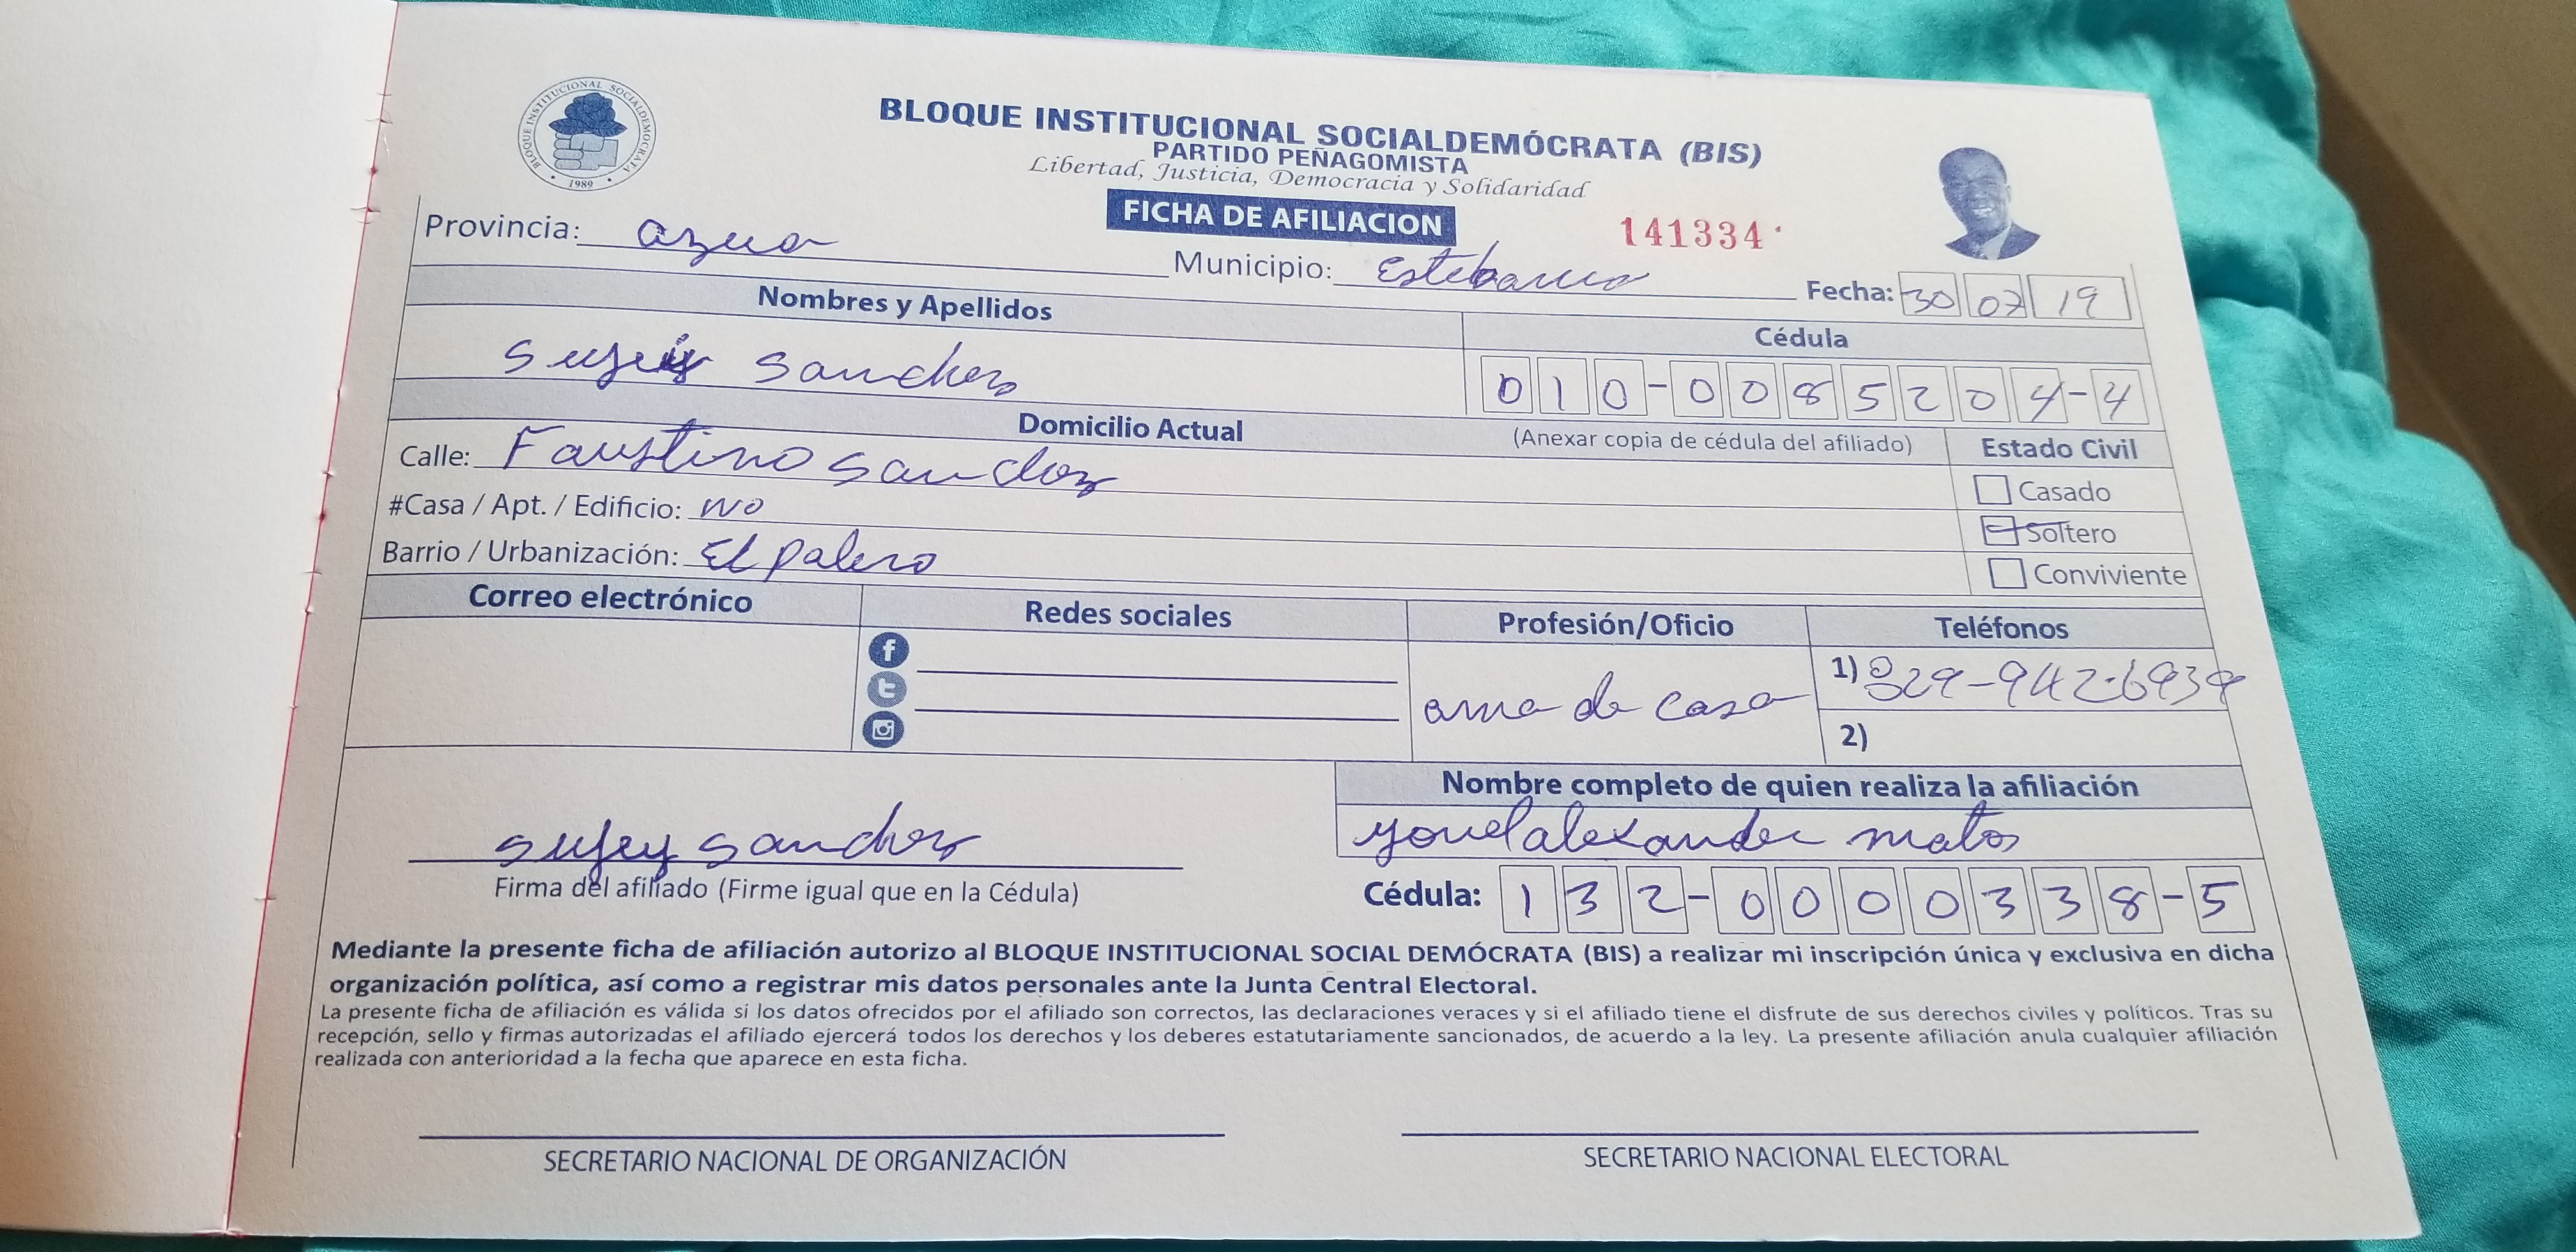 BLOQUE INSTITUCIONAL SOCIALDEMOCRATA
1989
BLOQUE INSTITUCIONAL SOCIALDEMÓCRATA (BIS)
PARTIDO PEÑAGOMISTA
Libertad, Justicia, Democracia y Solidaridad
FICHA DE AFILIACION
141334
Provincia: azua
Municipio: Estebania
Fecha: 30 07 19
Nombres y Apellidos
Cédula
Sanchez
010-0085204-4
Domicilio Actual
(Anexar copia de cédula del afiliado)
Estado Civil
Calle: Faustino Sanchez
Casado
#Casa / Apt. / Edificio: NO
Soltero
Barrio / Urbanización: El palero
Conviviente
Correo electrónico
Redes sociales
Profesión/Oficio
Teléfonos
ama de casa
1) 829-942-6939
2)
Nombre completo de quien realiza la afiliación
alexander matos
sujey sanchez
Firma del afiliado (Firme igual que en la Cédula)
Cédula: 132-0000338-5
Mediante la presente ficha de afiliación autorizo al BLOQUE INSTITUCIONAL SOCIAL DEMÓCRATA (BIS) a realizar mi inscripción única y exclusiva en dicha
organización política, así como a registrar mis datos personales ante la Junta Central Electoral.
La presente ficha de afiliación es válida si los datos ofrecidos por el afiliado son correctos, las declaraciones veraces y si el afiliado tiene el disfrute de sus derechos civiles y políticos. Tras su
recepción, sello y firmas autorizadas el afiliado ejercerá todos los derechos y los deberes estatutariamente sancionados, de acuerdo a la ley. La presente afiliación anula cualquier afiliación
realizada con anterioridad a la fecha que aparece en esta ficha.
SECRETARIO NACIONAL DE ORGANIZACIÓN
SECRETARIO NACIONAL ELECTORAL